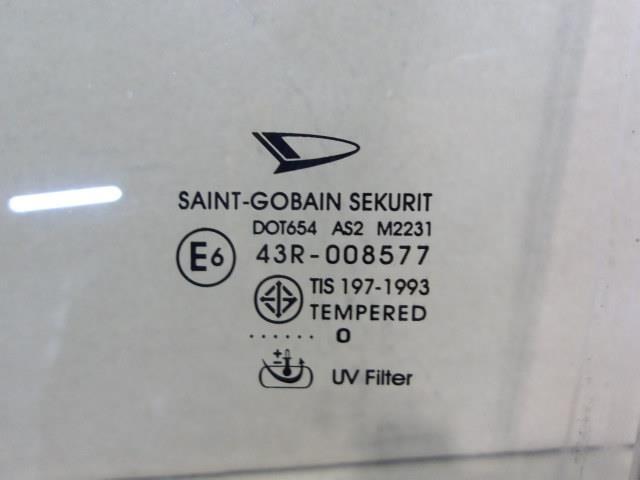 SAINT-GOBAIN SEKURIT
DOT654 AS2 M2231
E6 43R-008577
TIS 197-1993
TEMPERED
...... 0
+ - UV Filter